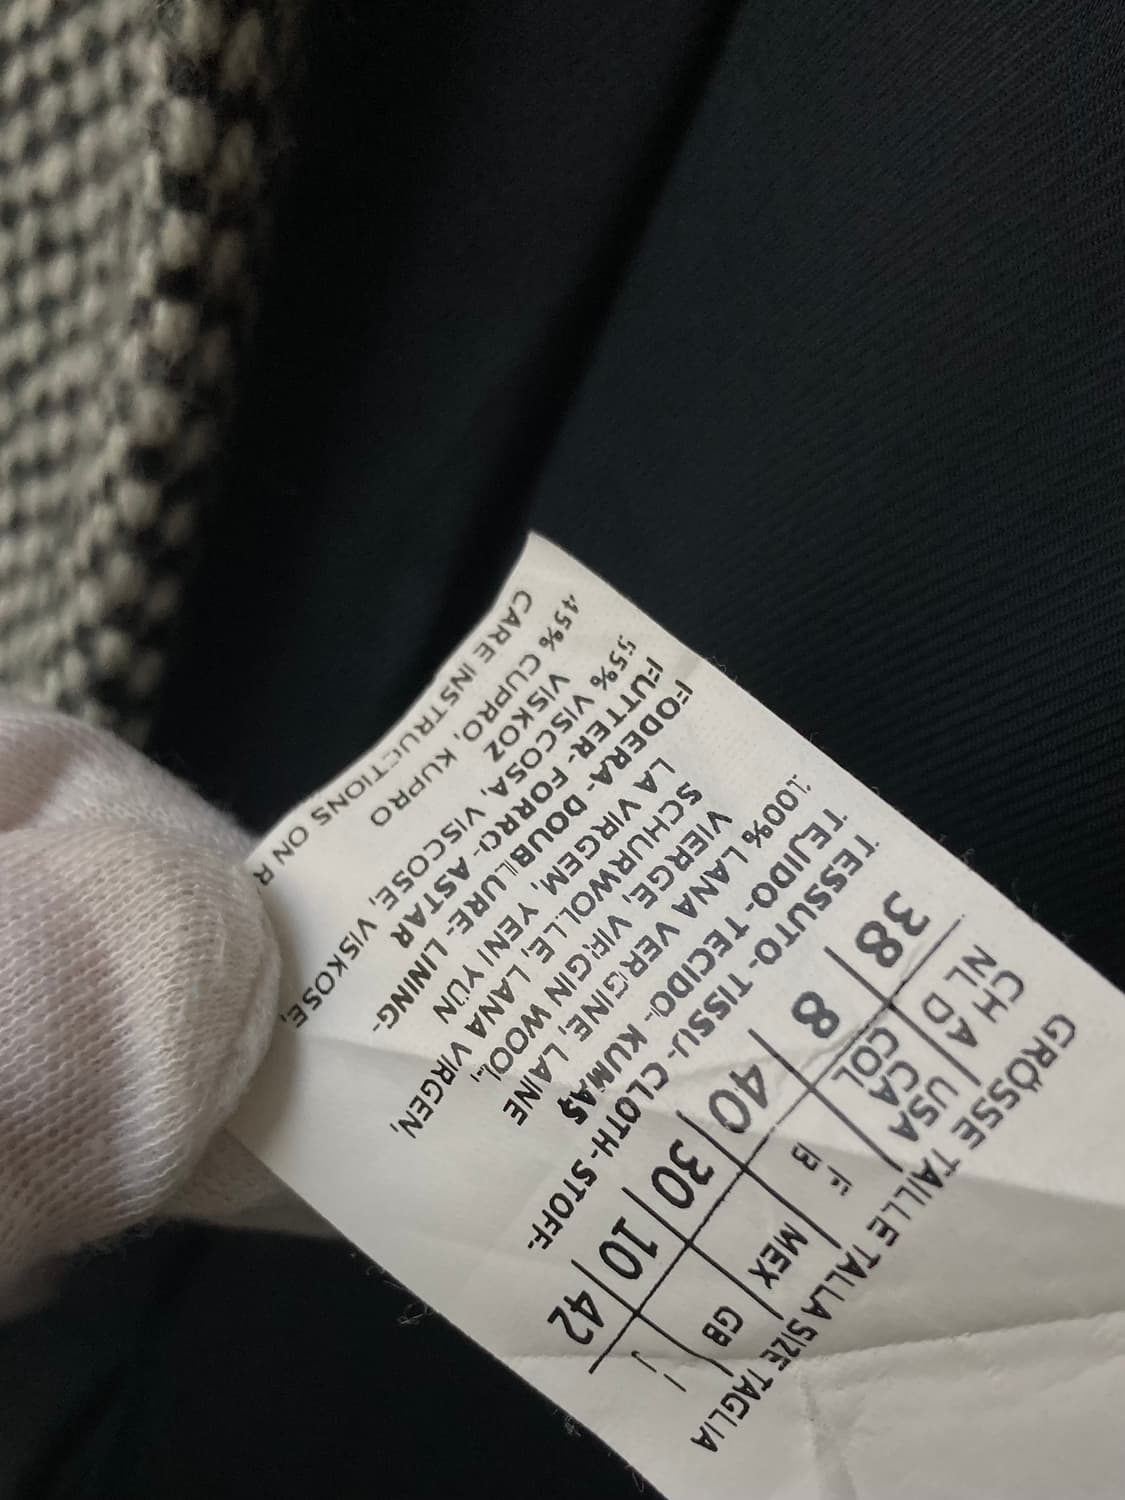 GRÖSSE TAILLE TALLA SIZE TAGLIA
CH A USA F MEX GB I
NL D CA B
COL
38 8 40 30 10 42
TESSUTO- TISSU- CLOTH- STOFF-
TEJIDO- TECIDO- KUMAŞ
100% LANA VERGINE, LAINE
VIERGE, VIRGIN WOOL,
SCHURWOLLE, LANA VIRGEN,
LA VIRGEM, YENI YÜN
FODERA- DOUBLURE- LINING-
FUTTER- FORRO- ASTAR
55% VISCOSA, VISCOSE, VISKOSE,
VISKOZ
45% CUPRO, KUPRO
CARE INSTRUCTIONS ON R